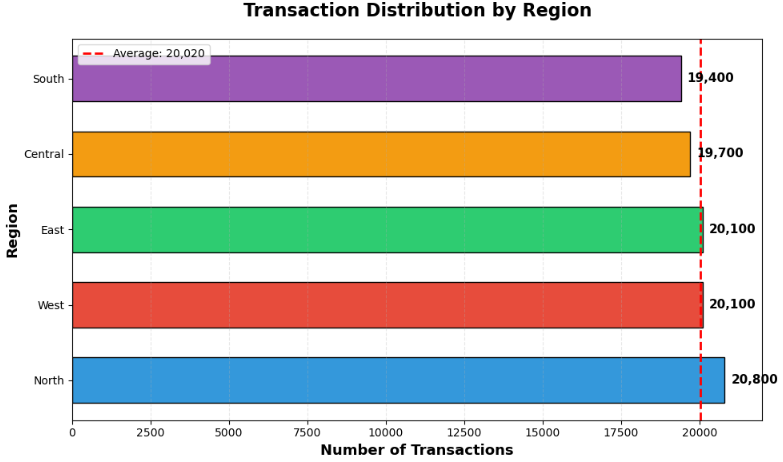 Transaction Distribution by Region
Average: 20,020
South
19,400
Central
19,700
East
20,100
West
20,100
North
20,800
Region
0 2500 5000 7500 10000 12500 15000 17500 20000
Number of Transactions